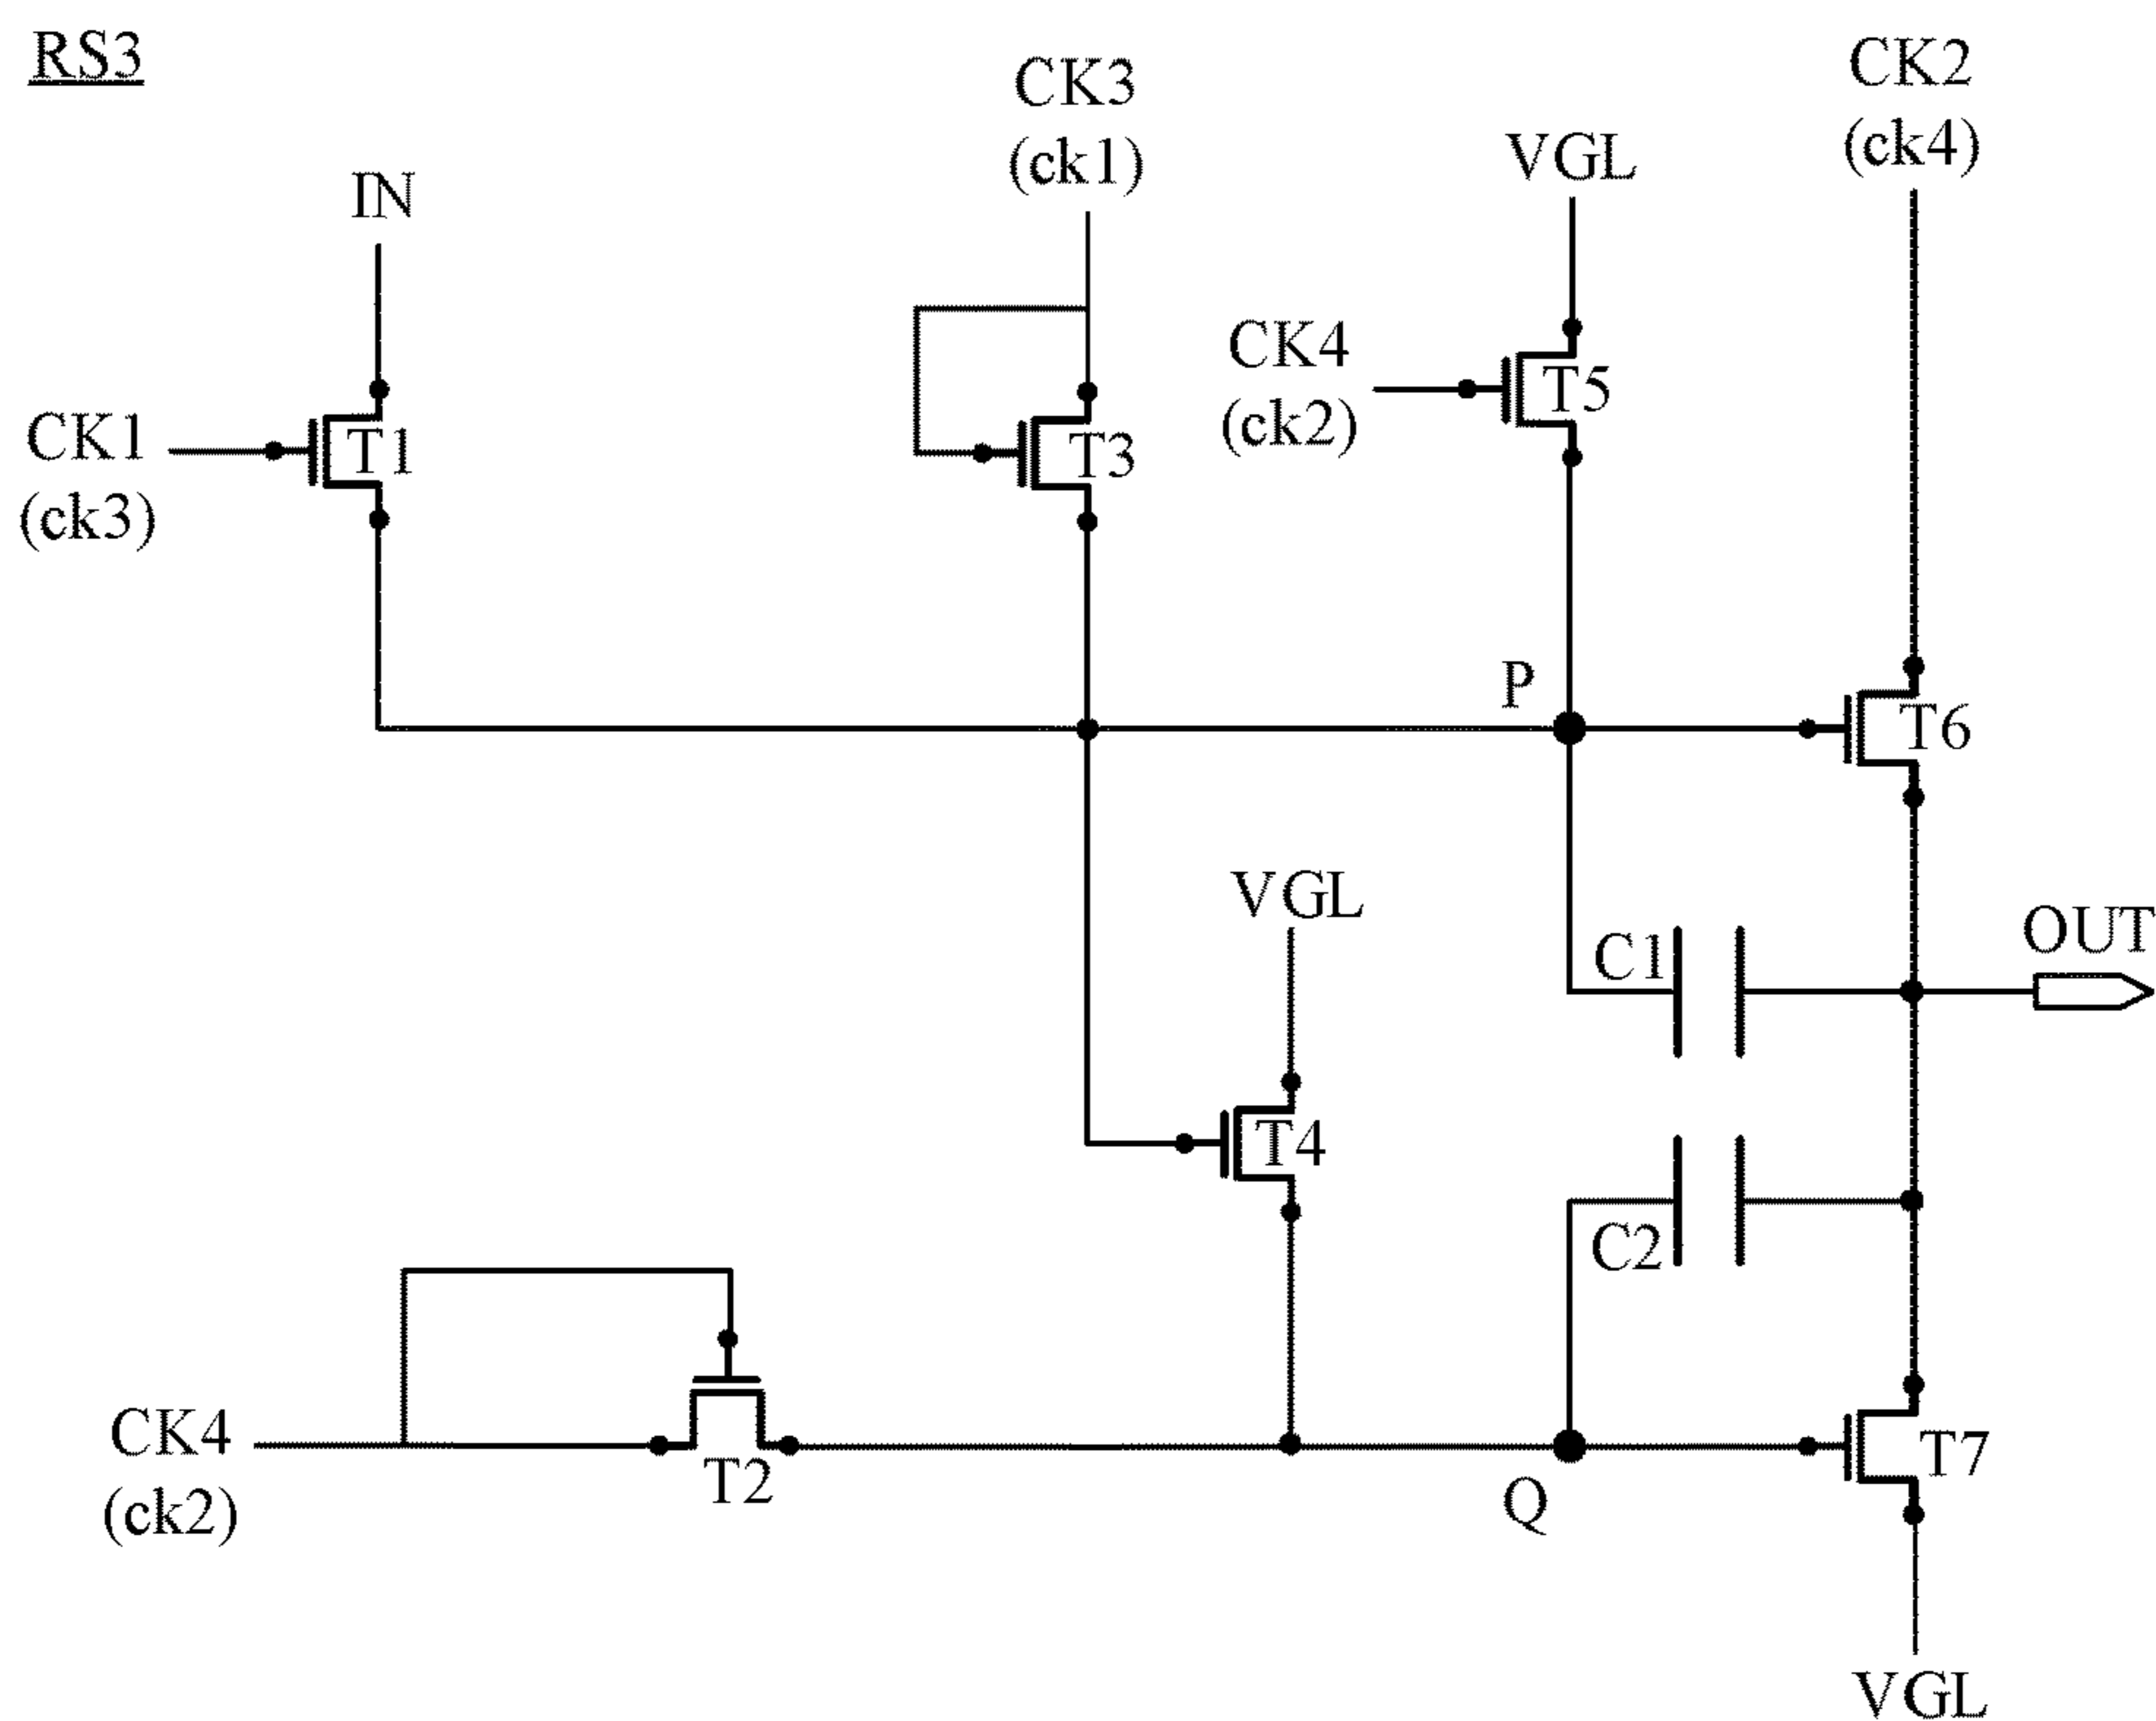 RS3
CK3
(ck1)
CK2
(ck4)
VGL
IN
CK4
(ck2)
T5
CK1
(ck3)
T1
T3
P
T6
VGL
C1
OUT
T4
C2
CK4
(ck2)
T2
Q
T7
VGL